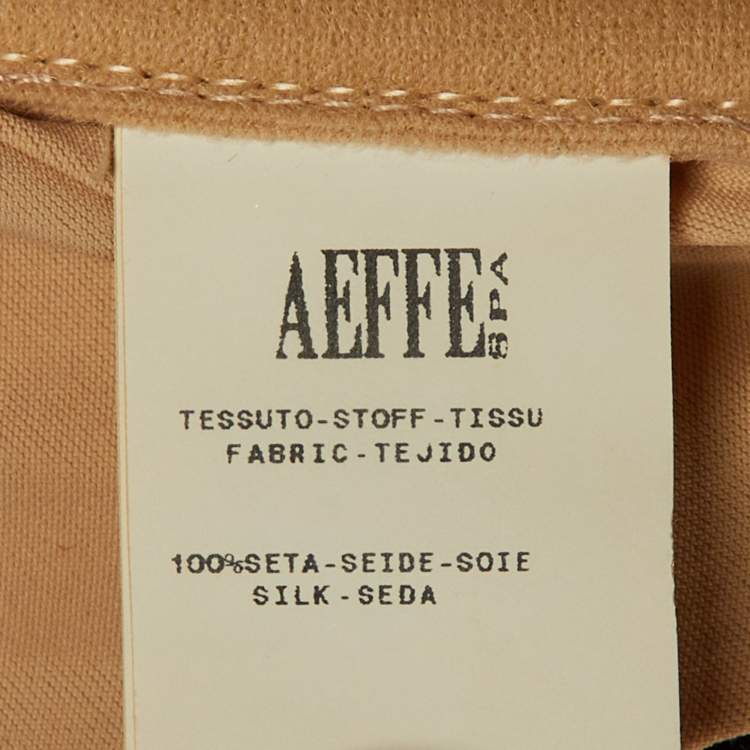 AEFFE SPA
TESSUTO-STOFF-TISSU
FABRIC-TEJIDO
100%SETA-SEIDE-SOIE
SILK-SEDA